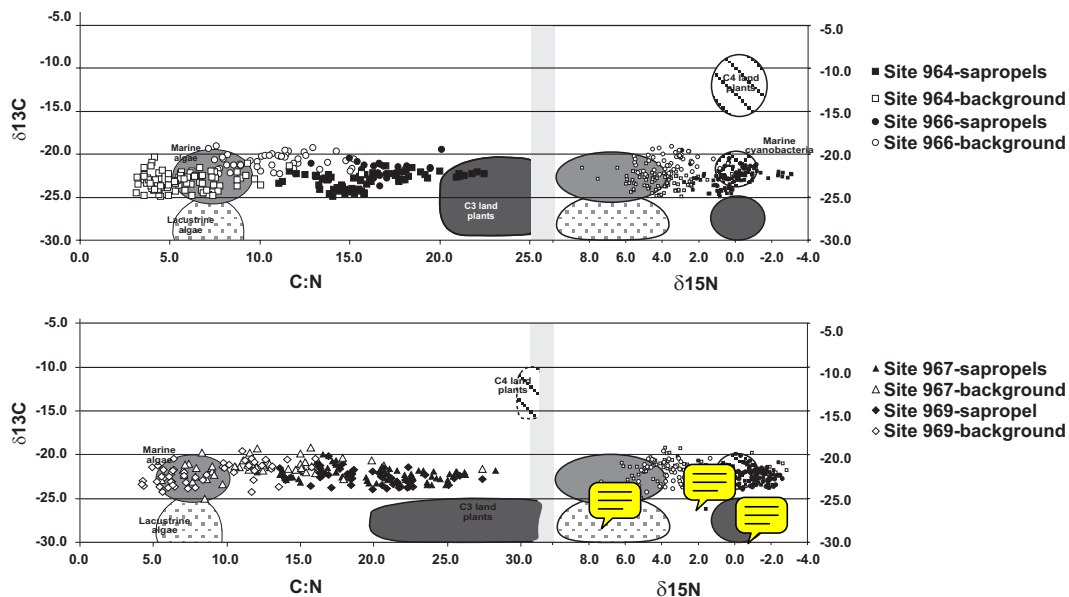 -5.0
-10.0
-15.0
-20.0
-25.0
-30.0
δ13C
0.0 5.0 10.0 15.0 20.0 25.0
C:N
8.0 6.0 4.0 2.0 0.0 -2.0 -4.0
δ15N
-5.0
-10.0
-15.0
-20.0
-25.0
-30.0
Marine
algae
Lacustrine
algae
C3 land
plants
C4 land
plants
Marine
cyanobacteria
Site 964-sapropels
Site 964-background
Site 966-sapropels
Site 966-background
-5.0
-10.0
-15.0
-20.0
-25.0
-30.0
δ13C
0.0 5.0 10.0 15.0 20.0 25.0 30.0
C:N
8.0 6.0 4.0 2.0 0.0 -2.0 -4.0
δ15N
-5.0
-10.0
-15.0
-20.0
-25.0
-30.0
Marine
algae
Lacustrine
algae
C3 land
plants
C4 land
plants
Site 967-sapropels
Site 967-background
Site 969-sapropel
Site 969-background